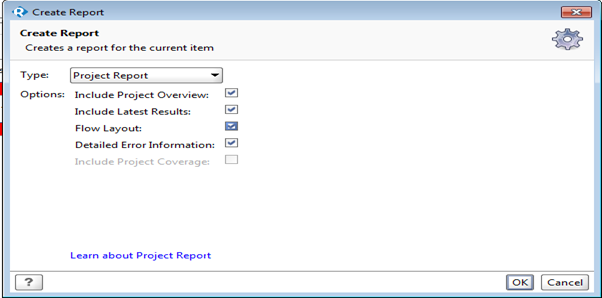 Create Report
Create Report
Creates a report for the current item
Type: Project Report
Options: Include Project Overview:
Include Latest Results:
Flow Layout:
Detailed Error Information:
Include Project Coverage:
Learn about Project Report
? OK Cancel